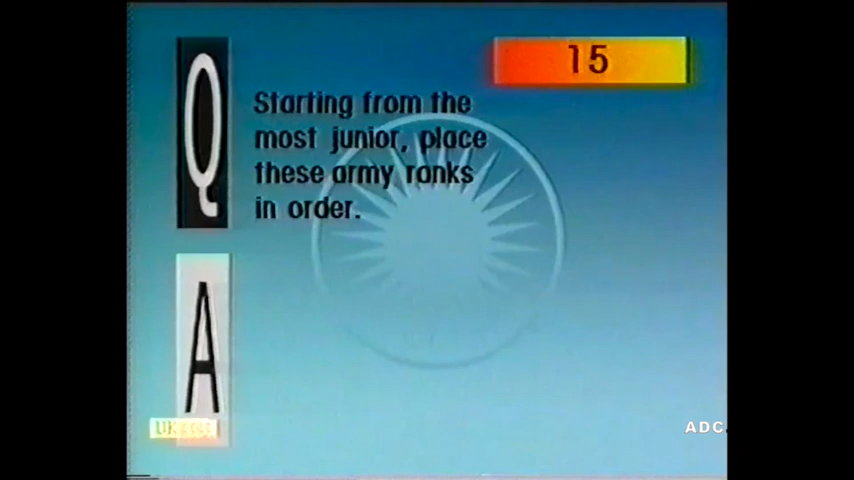 Q
15
Starting from the
most junior, place
these army ranks
in order.
A
ADC